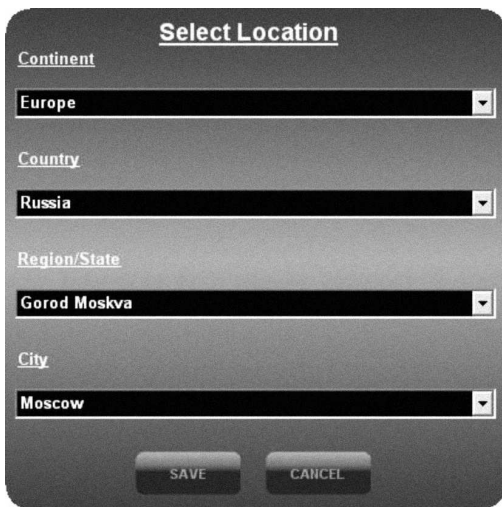 Select Location
Continent
Europe
Country
Russia
Region/State
Gorod Moskva
City
Moscow
SAVE CANCEL